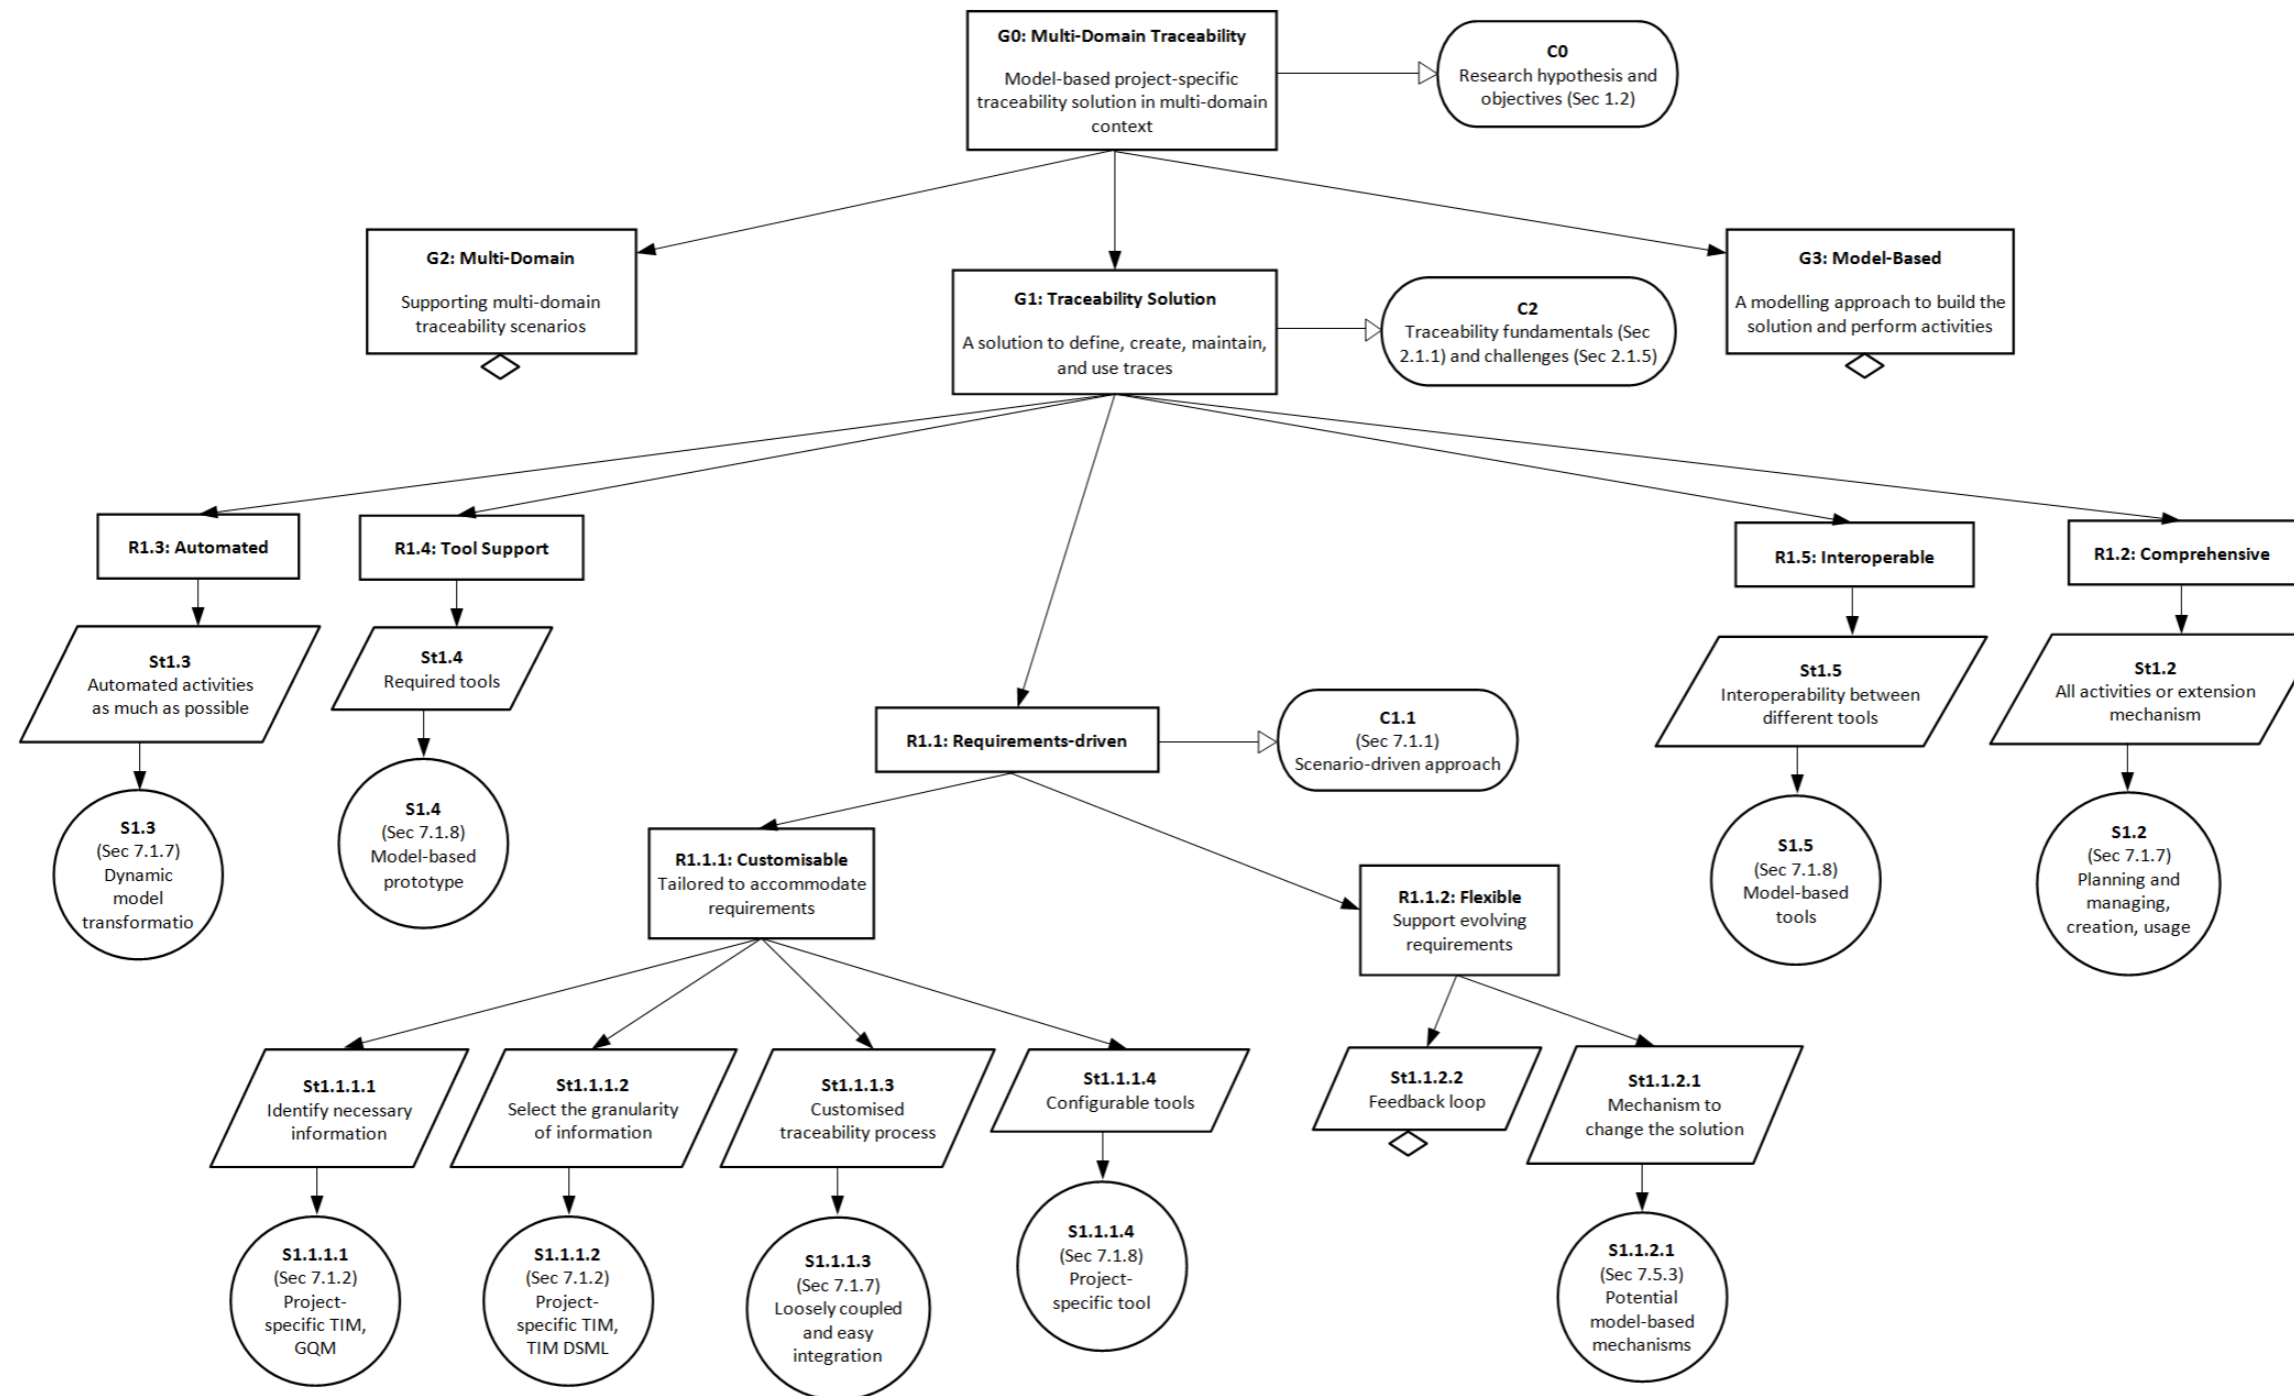 G0: Multi-Domain Traceability
Model-based project-specific
traceability solution in multi-domain
context
C0
Research hypothesis and
objectives (Sec 1.2)
G2: Multi-Domain
Supporting multi-domain
traceability scenarios
G1: Traceability Solution
A solution to define, create, maintain,
and use traces
C2
Traceability fundamentals (Sec
2.1.1) and challenges (Sec 2.1.5)
G3: Model-Based
A modelling approach to build the
solution and perform activities
R1.3: Automated
R1.4: Tool Support
R1.5: Interoperable
R1.2: Comprehensive
St1.3
Automated activities
as much as possible
St1.4
Required tools
St1.5
Interoperability between
different tools
St1.2
All activities or extension
mechanism
R1.1: Requirements-driven
C1.1
(Sec 7.1.1)
Scenario-driven approach
S1.3
(Sec 7.1.7)
Dynamic
model
transformatio
S1.4
(Sec 7.1.8)
Model-based
prototype
S1.5
(Sec 7.1.8)
Model-based
tools
S1.2
(Sec 7.1.7)
Planning and
managing,
creation, usage
R1.1.1: Customisable
Tailored to accommodate
requirements
R1.1.2: Flexible
Support evolving
requirements
St1.1.1.1
Identify necessary
information
St1.1.1.2
Select the granularity
of information
St1.1.1.3
Customised
traceability process
St1.1.1.4
Configurable tools
St1.1.2.2
Feedback loop
St1.1.2.1
Mechanism to
change the solution
S1.1.1.1
(Sec 7.1.2)
Project-
specific TIM,
GQM
S1.1.1.2
(Sec 7.1.2)
Project-
specific TIM,
TIM DSML
S1.1.1.3
(Sec 7.1.7)
Loosely coupled
and easy
integration
S1.1.1.4
(Sec 7.1.8)
Project-
specific tool
S1.1.2.1
(Sec 7.5.3)
Potential
model-based
mechanisms